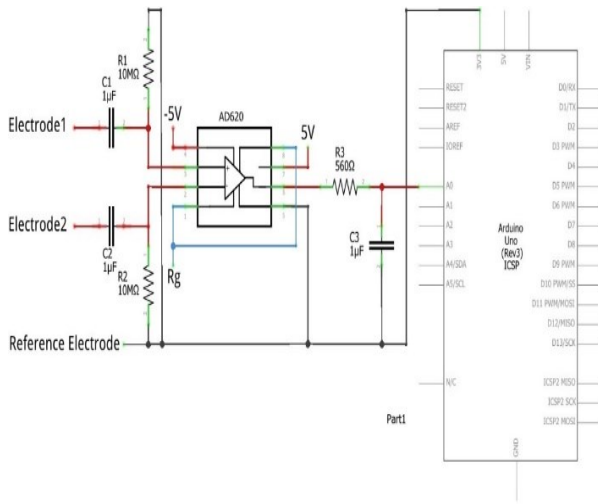 R1
10MΩ
C1
1µF
Electrode1
-5V
AD620
5V
R3
560Ω
Electrode2
C2
1µF
R2
10MΩ
Rg
C3
1µF
Reference Electrode
Part1
3V3
5V
VIN
RESET
RESET2
AREF
IOREF
A0
A1
A2
A3
A4/SDA
A5/SCL
N/C
Arduino
Uno
(Rev3)
ICSP
D0/RX
D1/TX
D2
D3 PWM
D4
D5 PWM
D6 PWM
D7
D8
D9 PWM
D10 PWM/SS
D11 PWM/MOSI
D12/MISO
D13/SCK
ICSP2 MISO
ICSP2 SCK
ICSP2 MOSI
GND